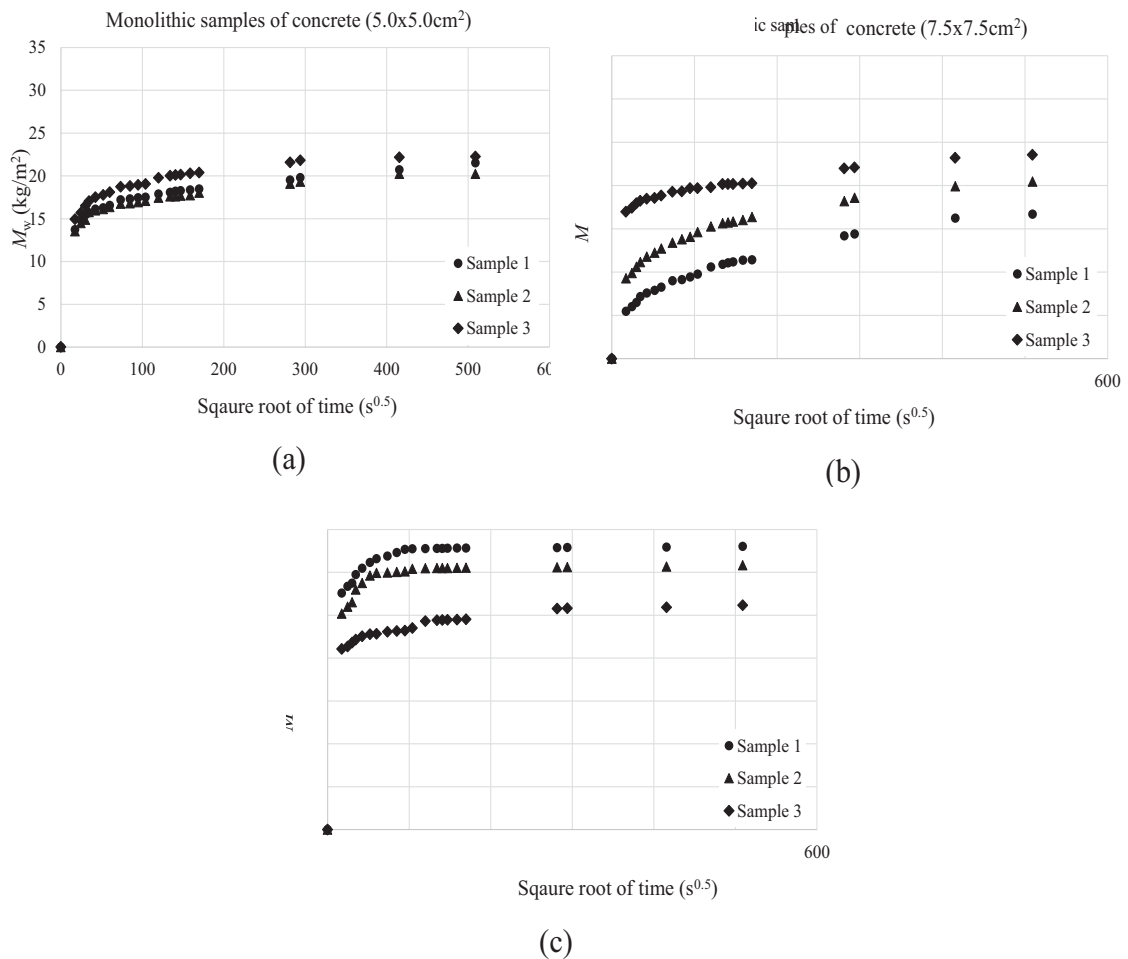 Monolithic samples of concrete (5.0x5.0cm²)
35
30
25
20
15
10
5
0
M_w (kg/m²)
Sample 1
Sample 2
Sample 3
0 100 200 300 400 500
Sqaure root of time (s^0.5)
(a)
ples of concrete (7.5x7.5cm²)
M
Sample 1
Sample 2
Sample 3
600
Sqaure root of time (s^0.5)
(b)
Sample 1
Sample 2
Sample 3
600
Sqaure root of time (s^0.5)
(c)